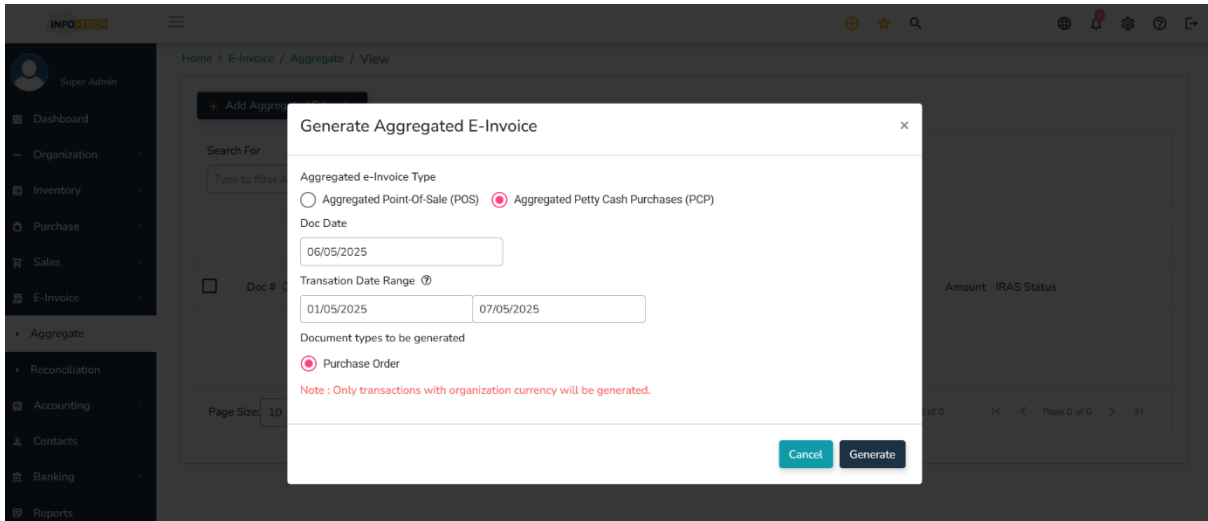 INFO-TECH
Super Admin
Home / E-Invoice / Aggregate / View
Dashboard
Organization
Inventory
Purchase
Sales
E-Invoice
Aggregate
Reconciliation
Accounting
Contacts
Banking
Reports
+ Add Aggreg
Search For
Type to filter A
Doc #
Amount IRAS Status
Page Size: 10
of 0
Page 0 of 0
Generate Aggregated E-Invoice
×
Aggregated e-Invoice Type
Aggregated Point-Of-Sale (POS) Aggregated Petty Cash Purchases (PCP)
Doc Date
06/05/2025
Transation Date Range
01/05/2025 07/05/2025
Document types to be generated
Purchase Order
Note : Only transactions with organization currency will be generated.
Cancel Generate